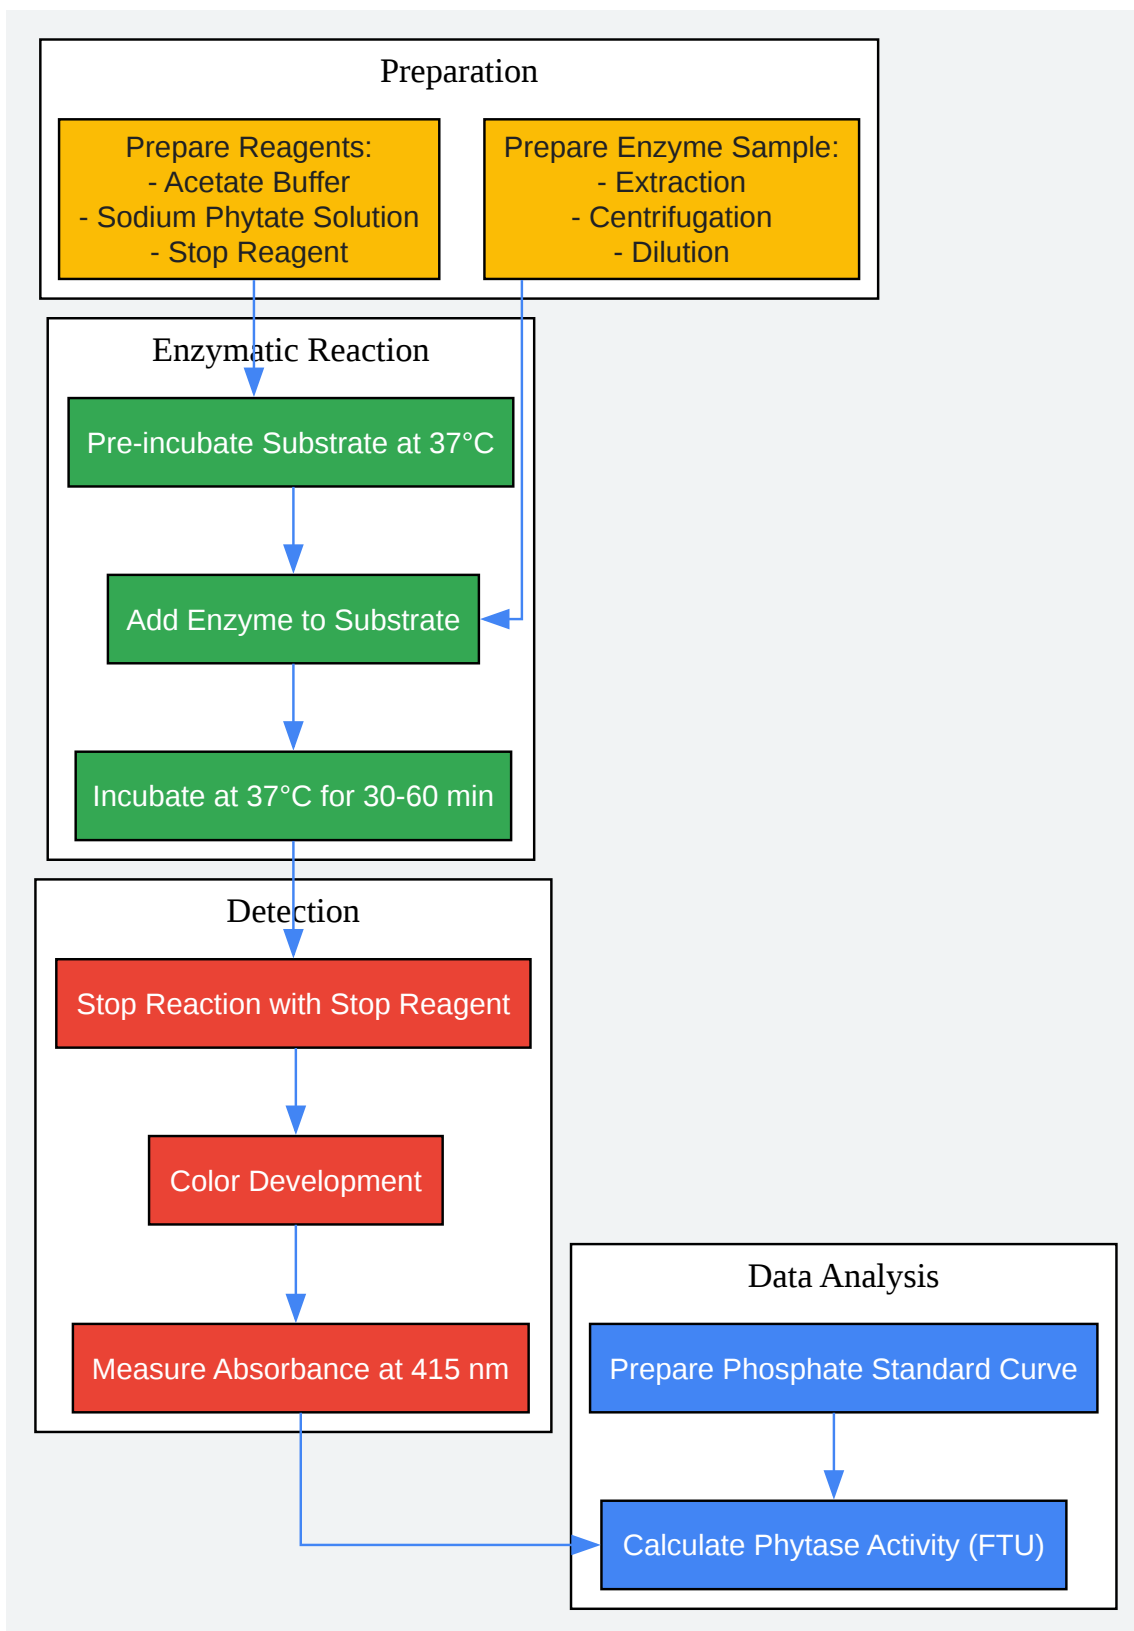 Preparation
Prepare Reagents:
- Acetate Buffer
- Sodium Phytate Solution
- Stop Reagent
Prepare Enzyme Sample:
- Extraction
- Centrifugation
- Dilution
Enzymatic Reaction
Pre-incubate Substrate at 37°C
Add Enzyme to Substrate
Incubate at 37°C for 30-60 min
Detection
Stop Reaction with Stop Reagent
Color Development
Measure Absorbance at 415 nm
Data Analysis
Prepare Phosphate Standard Curve
Calculate Phytase Activity (FTU)